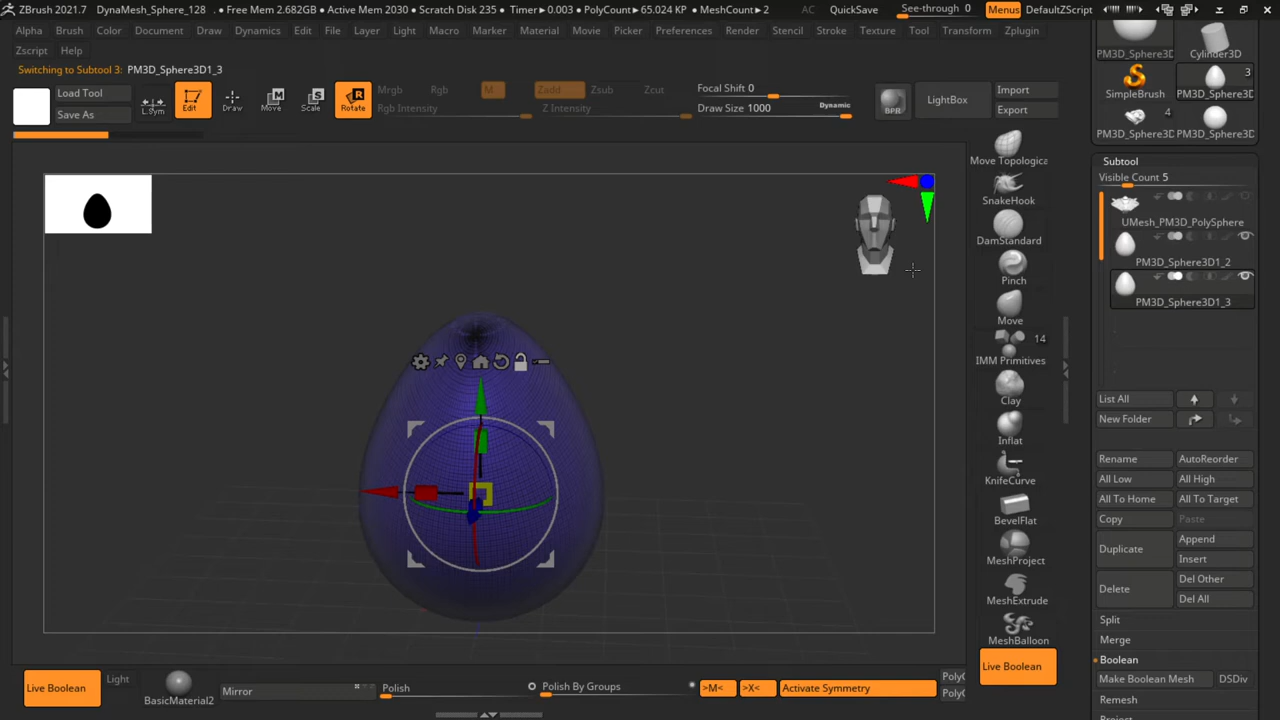 ZBrush 2021.7 DynaMesh_Sphere_128 . • Free Mem 2.682GB • Active Mem 2030 • Scratch Disk 235 • Timer▸0.003 • PolyCount▸65.024 KP • MeshCount▸2 AC QuickSave See-through 0 Menus DefaultZScript
Alpha Brush Color Document Draw Dynamics Edit File Layer Light Macro Marker Material Movie Picker Preferences Render Stencil Stroke Texture Tool Transform Zplugin
Zscript Help
Switching to Subtool 3: PM3D_Sphere3D1_3
Load Tool
Save As
L.Sym
Edit
Draw
Move
Scale
Rotate
Mrgb Rgb M Zadd Zsub Zcut
Rgb Intensity Z Intensity
Focal Shift 0
Draw Size 1000 Dynamic
BPR
LightBox
Import
Export
PM3D_Sphere3D Cylinder3D
3
SimpleBrush PM3D_Sphere3D
4
PM3D_Sphere3D PM3D_Sphere3D
Move Topologica
SnakeHook
DamStandard
Pinch
Move
14
IMM Primitives
Clay
Inflat
KnifeCurve
BevelFlat
MeshProject
MeshExtrude
MeshBalloon
Live Boolean
Subtool
Visible Count 5
UMesh_PM3D_PolySphere
PM3D_Sphere3D1_2
PM3D_Sphere3D1_3
List All
New Folder
Rename AutoReorder
All Low All High
All To Home All To Target
Copy Paste
Duplicate Append
Insert
Delete Del Other
Del All
Split
Merge
Boolean
Make Boolean Mesh DSDiv
Remesh
Project
Live Boolean
Light
BasicMaterial2
Mirror
Polish
Polish By Groups
>M< >X< Activate Symmetry
PolyG
PolyG